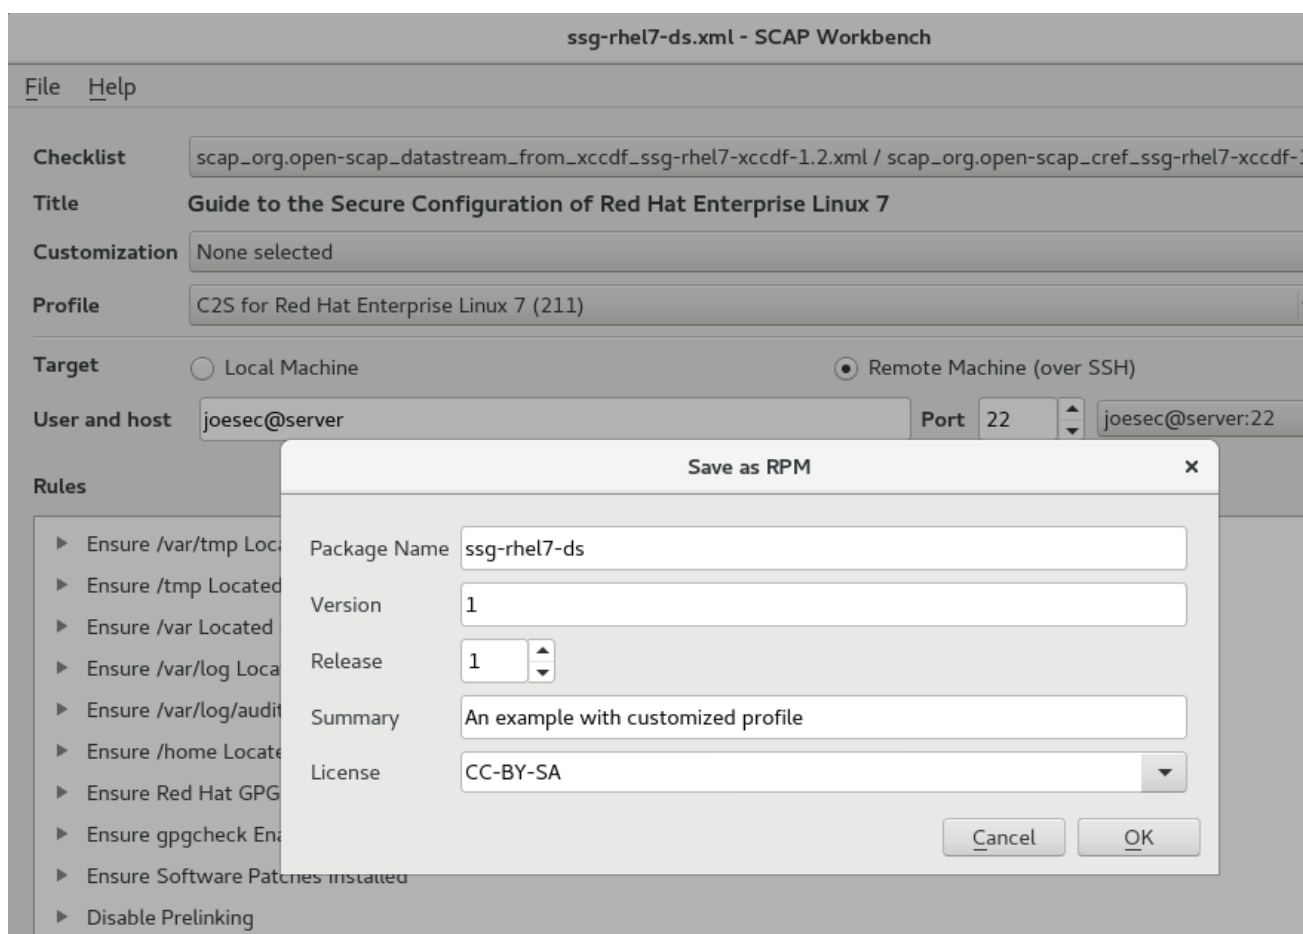 ssg-rhel7-ds.xml - SCAP Workbench
File Help
Checklist scap_org.open-scap_datastream_from_xccdf_ssg-rhel7-xccdf-1.2.xml / scap_org.open-scap_cref_ssg-rhel7-xccdf-
Title Guide to the Secure Configuration of Red Hat Enterprise Linux 7
Customization None selected
Profile C2S for Red Hat Enterprise Linux 7 (211)
Target Local Machine Remote Machine (over SSH)
User and host joesec@server Port 22 joesec@server:22
Save as RPM
Rules
Ensure /var/tmp Loca
Package Name ssg-rhel7-ds
Ensure /tmp Located
Version 1
Ensure /var Located
Ensure /var/log Loca
Release 1
Ensure /var/log/audit
Summary An example with customized profile
Ensure /home Locate
License CC-BY-SA
Ensure Red Hat GPG
Ensure gpgcheck Ena
Cancel OK
Ensure Software Patches Installed
Disable Prelinking